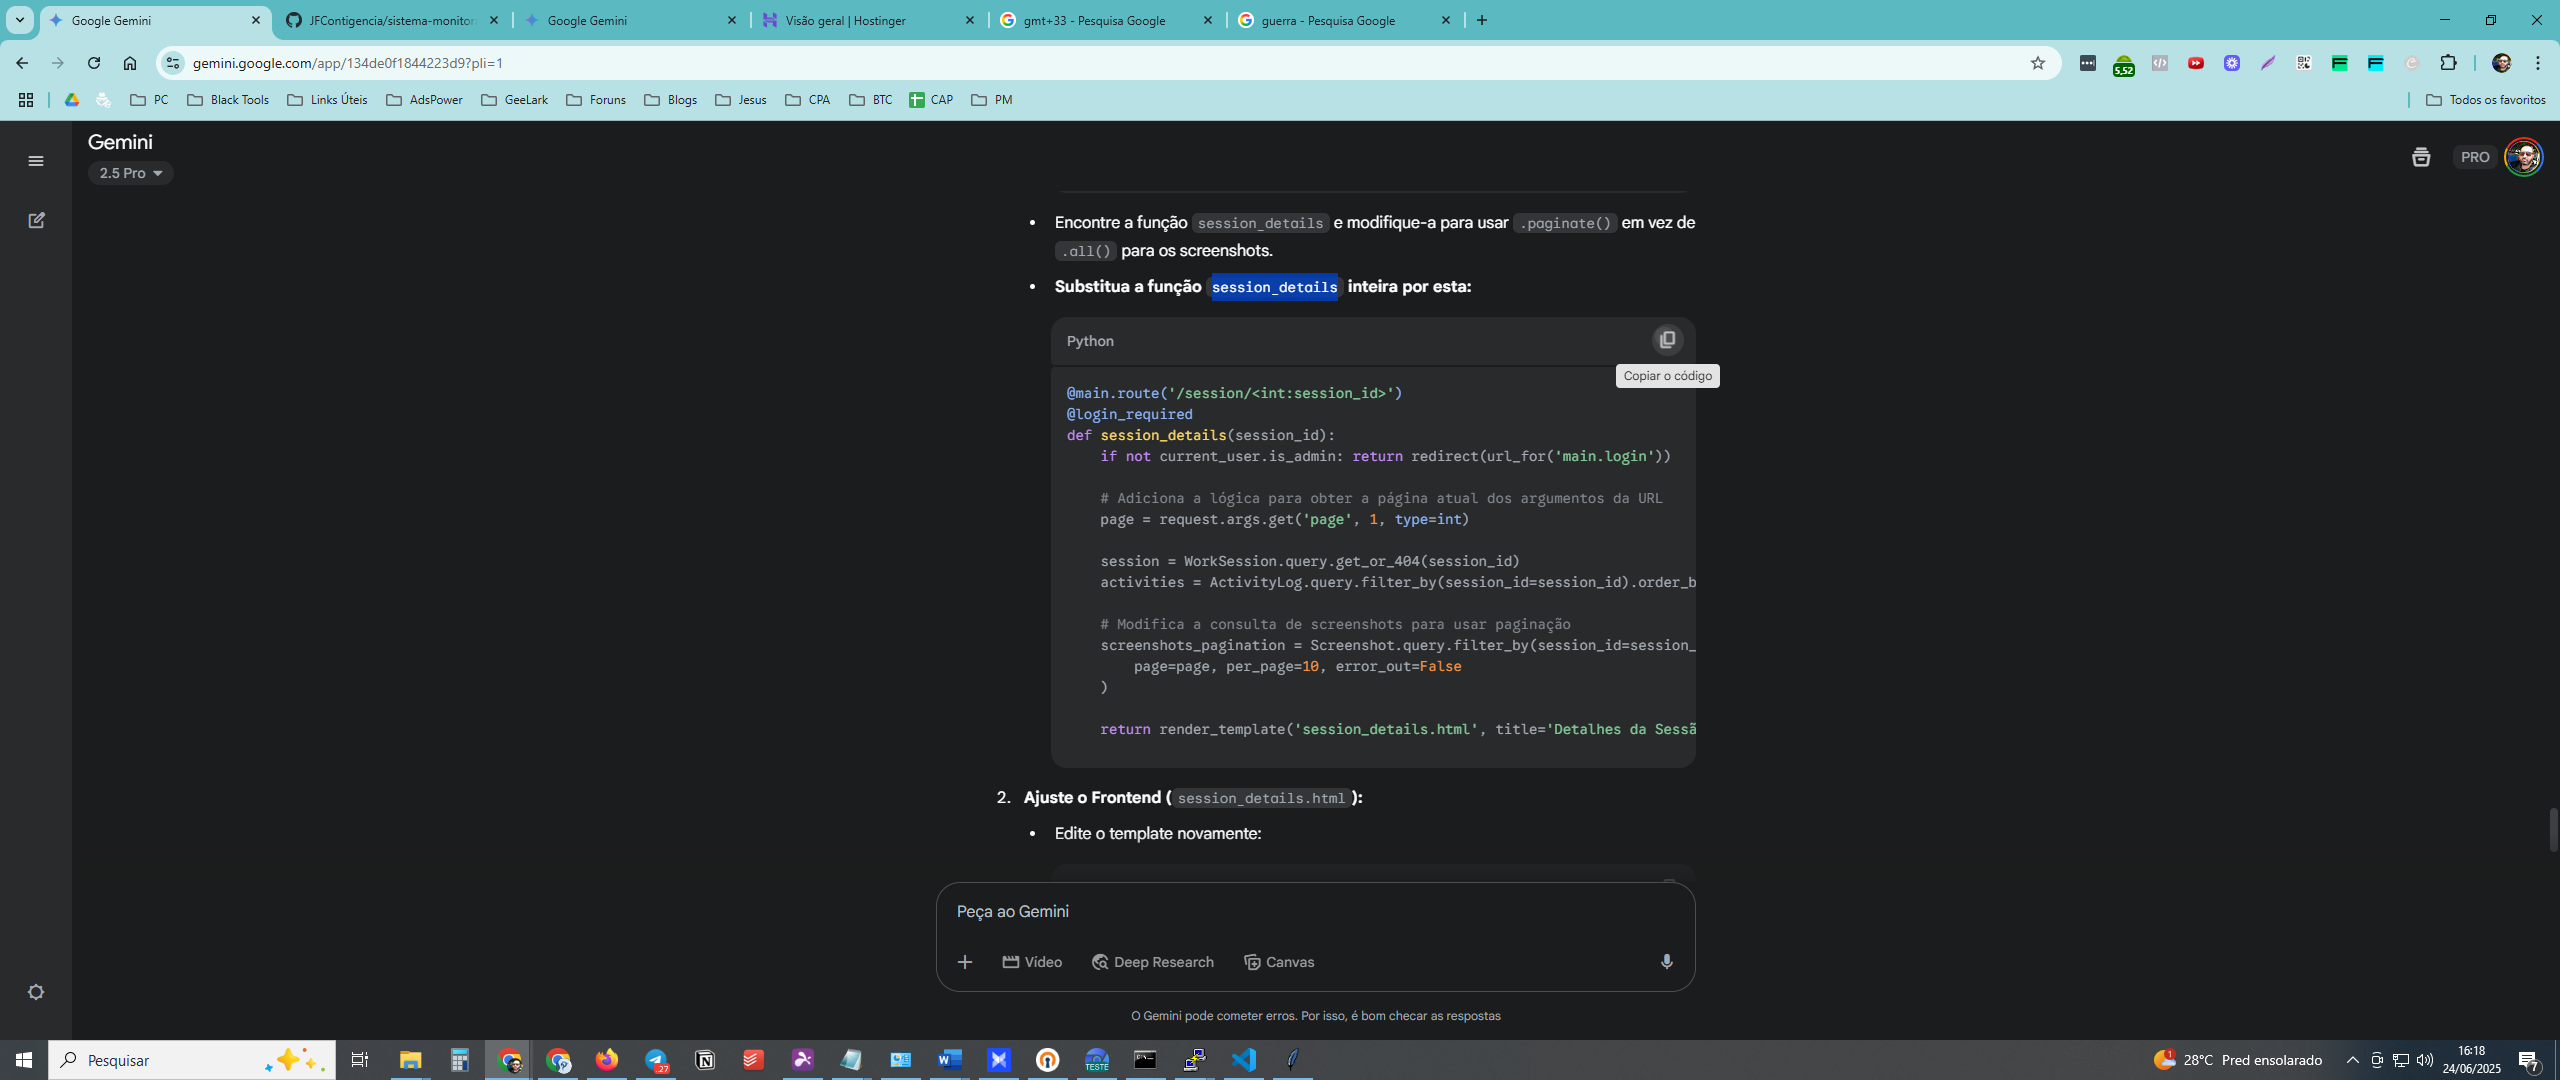 Google Gemini
JFContigencia/sistema-monitor
Google Gemini
Visão geral | Hostinger
gmt+33 - Pesquisa Google
guerra - Pesquisa Google
gemini.google.com/app/134de0f1844223d9?pli=1
5,52
PC
Black Tools
Links Úteis
AdsPower
GeeLark
Foruns
Blogs
Jesus
CPA
BTC
CAP
PM
Todos os favoritos
Gemini
2.5 Pro
PRO
Encontre a função session_details e modifique-a para usar .paginate() em vez de
.all() para os screenshots.
Substitua a função session_details inteira por esta:
Python
Copiar o código
@main.route('/session/<int:session_id>')
@login_required
def session_details(session_id):
    if not current_user.is_admin: return redirect(url_for('main.login'))
    # Adiciona a lógica para obter a página atual dos argumentos da URL
    page = request.args.get('page', 1, type=int)
    session = WorkSession.query.get_or_404(session_id)
    activities = ActivityLog.query.filter_by(session_id=session_id).order_b
    # Modifica a consulta de screenshots para usar paginação
    screenshots_pagination = Screenshot.query.filter_by(session_id=session_
        page=page, per_page=10, error_out=False
    )
    return render_template('session_details.html', title='Detalhes da Sessã
2. Ajuste o Frontend (session_details.html):
Edite o template novamente:
Peça ao Gemini
Vídeo
Deep Research
Canvas
O Gemini pode cometer erros. Por isso, é bom checar as respostas
Pesquisar
27
TESTE
1
28°C Pred ensolarado
16:18
24/06/2025
7